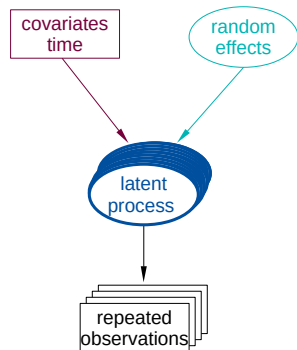 covariates
time
random
effects
latent
process
repeated
observations